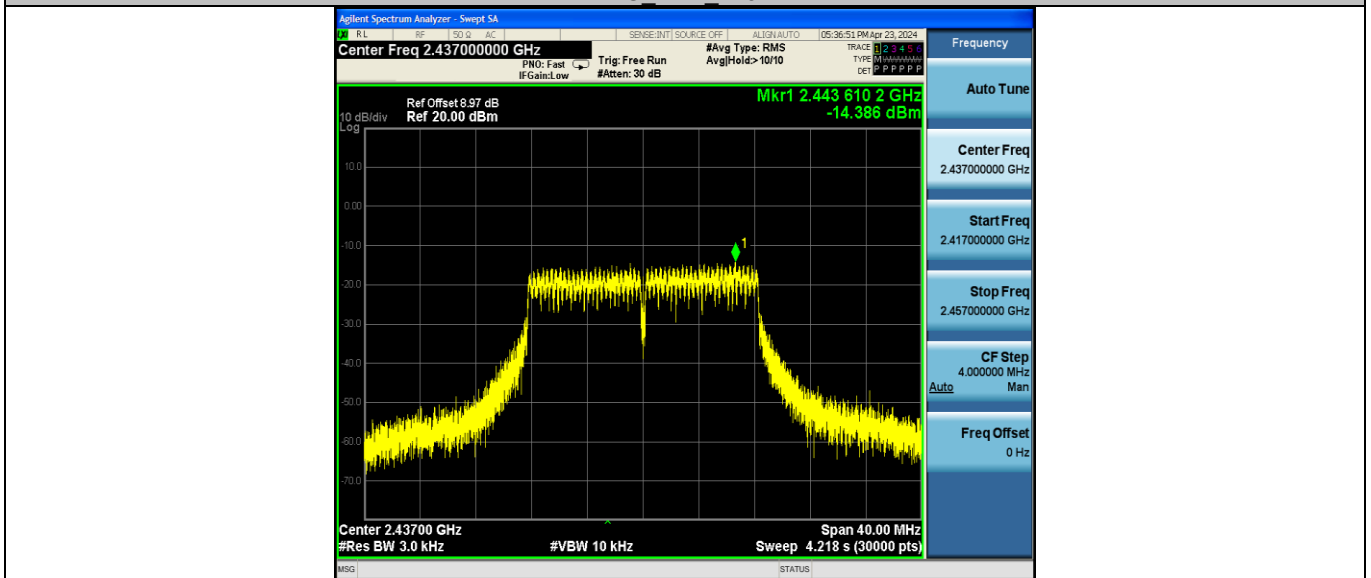 Agilent Spectrum Analyzer - Swept SA
RL RF 50 Ω AC SENSE:INT SOURCE OFF ALIGN AUTO 05:36:51 PM Apr 23, 2024
Center Freq 2.437000000 GHz
#Avg Type: RMS
TRACE 1 2 3 4 5 6
PNO: Fast Trig: Free Run Avg|Hold:>10/10
TYPE M
IFGain:Low #Atten: 30 dB
DET P P P P P P
Frequency
Mkr1 2.443 610 2 GHz
-14.386 dBm
Ref Offset 8.97 dB
10 dB/div Ref 20.00 dBm
Log
10.0
0.00
-10.0
-20.0
-30.0
-40.0
-50.0
-60.0
-70.0
1
Center 2.43700 GHz Span 40.00 MHz
#Res BW 3.0 kHz #VBW 10 kHz Sweep 4.218 s (30000 pts)
MSG STATUS
Auto Tune
Center Freq
2.437000000 GHz
Start Freq
2.417000000 GHz
Stop Freq
2.457000000 GHz
CF Step
4.000000 MHz
Auto Man
Freq Offset
0 Hz